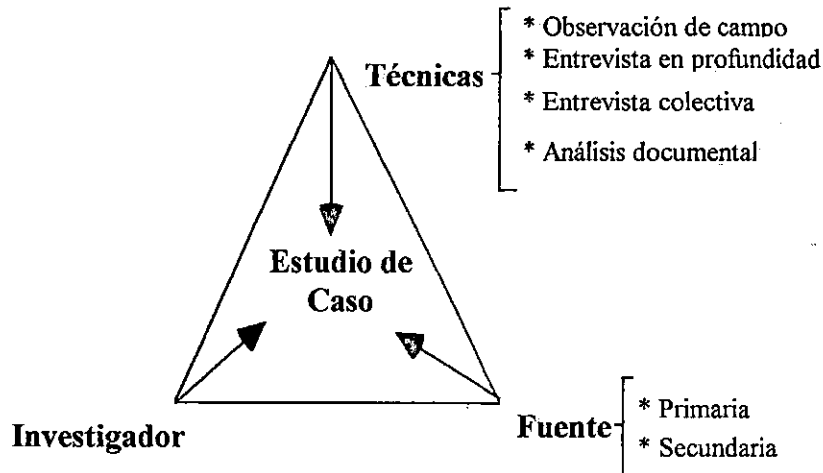 * Observación de campo
Técnicas
* Entrevista en profundidad
* Entrevista colectiva
* Análisis documental
Estudio de
Caso
Investigador
Fuente
* Primaria
* Secundaria